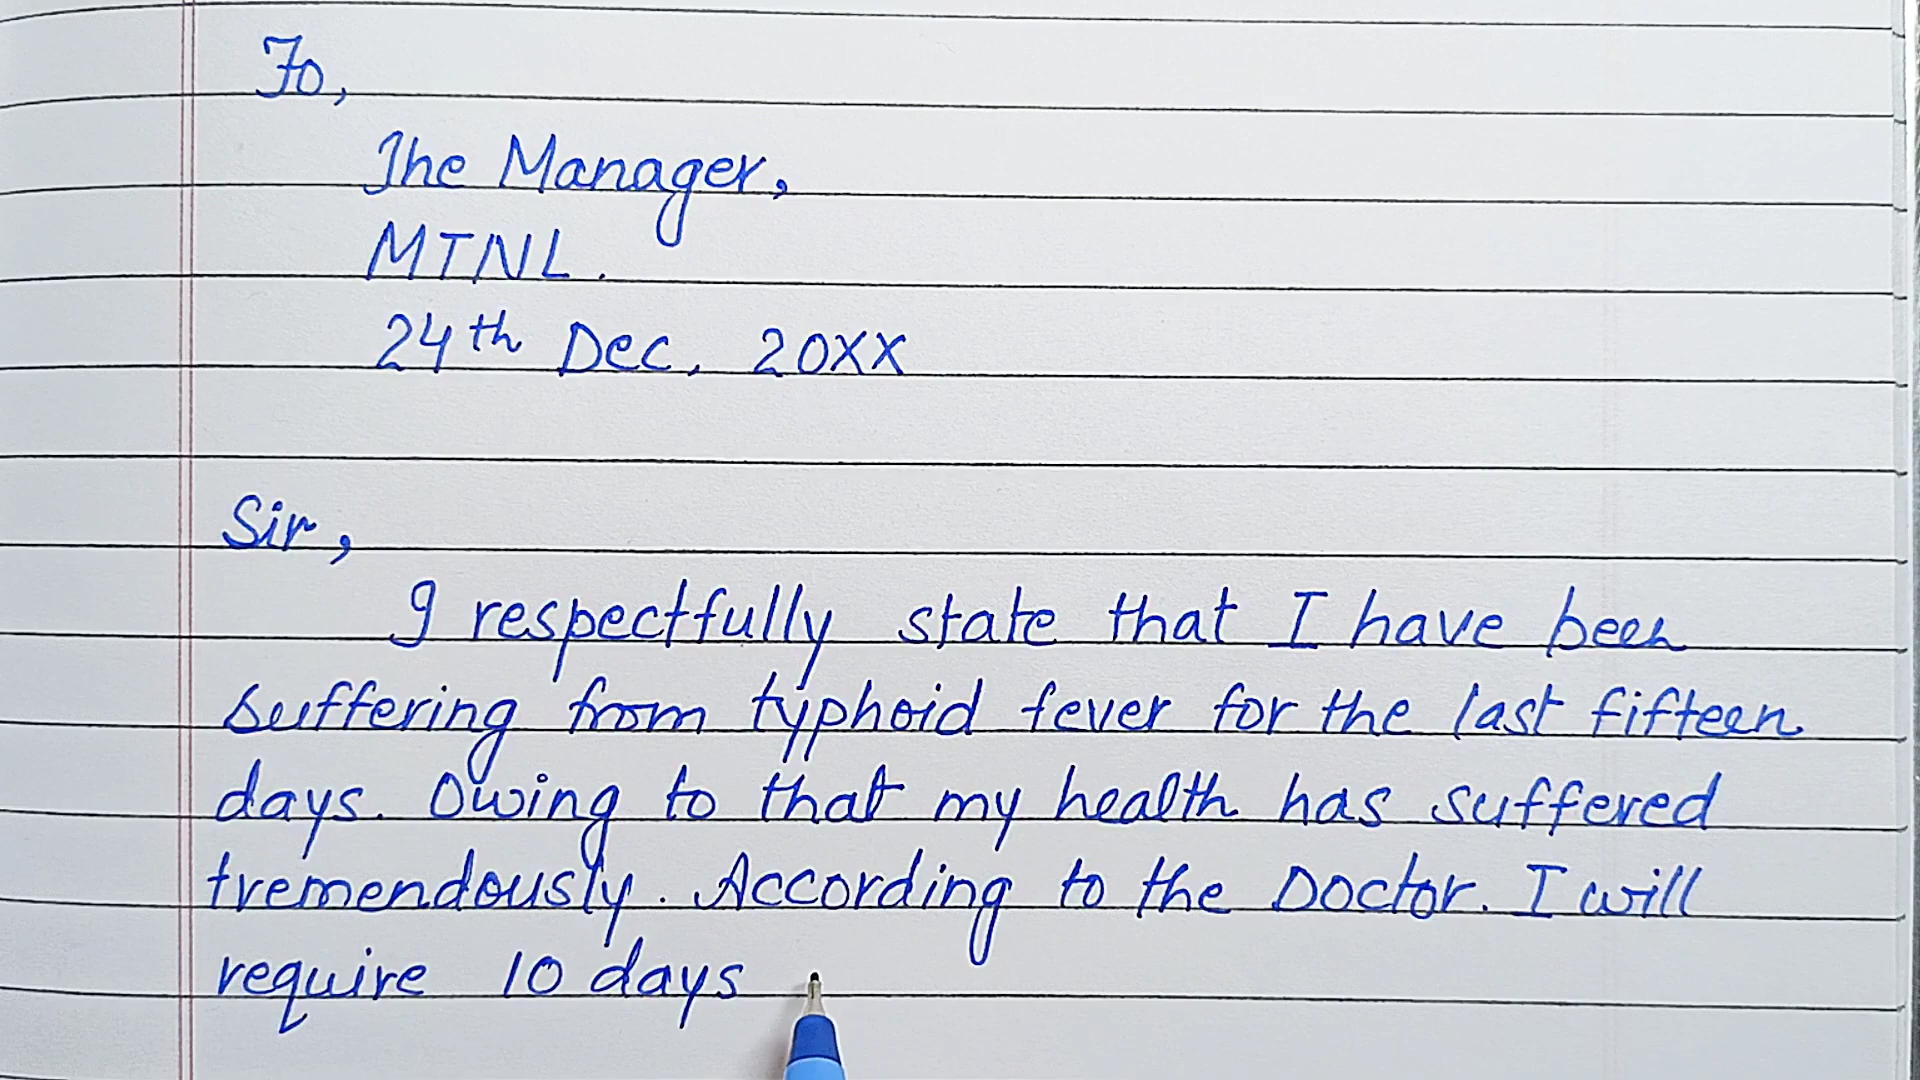 To,
The Manager,
MTNL.
24th Dec. 20XX
Sir,
I respectfully state that I have been
suffering from typhoid fever for the last fifteen
days. Owing to that my health has suffered
tremendously. According to the Doctor. I will
require 10 days